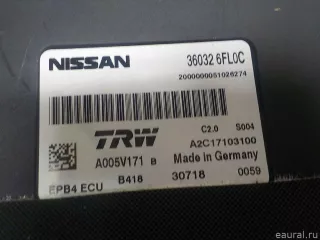 NISSAN 36032 6FL0C
2000000051026274
TRW C2.0 S004
A2C17103100
A005V171 B Made in Germany
EPB4 ECU B418 30718 0059
eaural.ru